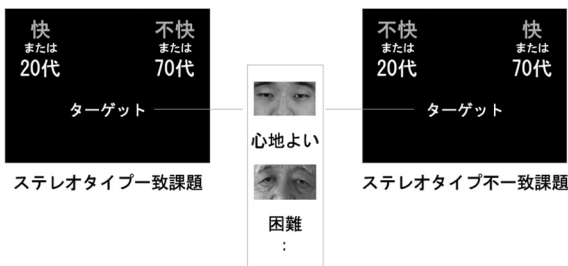 快 不快
または または
20代 70代
ターゲット
ステレオタイプ一致課題
心地よい
困難
:
不快 快
または または
20代 70代
ターゲット
ステレオタイプ不一致課題